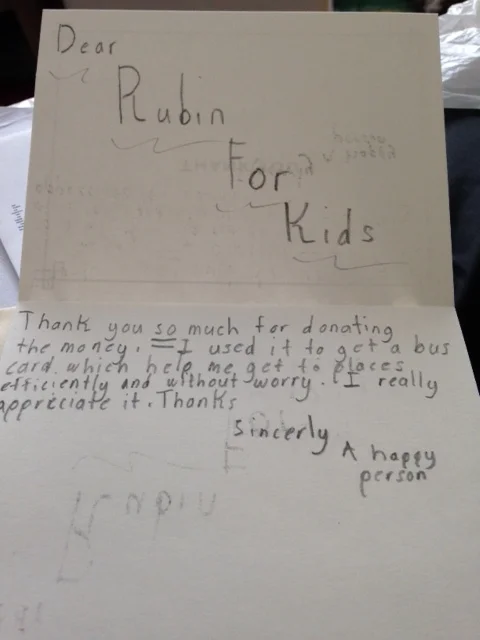 Dear
Rubin
For
Kids
Thank you so much for donating
the money. I used it to get a bus
card. which help me get to places
efficiently and without worry. I really
appriciate it. Thanks
Sincerly
A happy
person